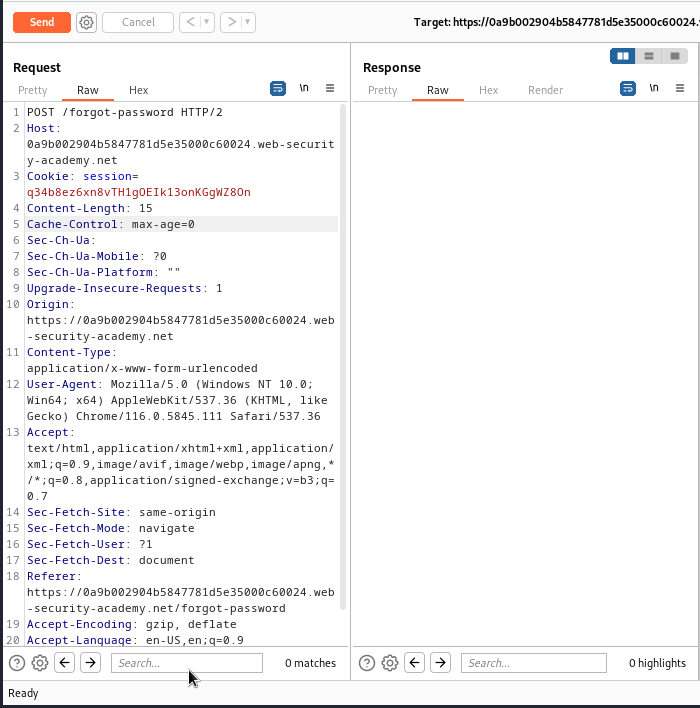 Send
Cancel
Target: https://0a9b002904b5847781d5e35000c60024.
Request
Response
Pretty Raw Hex
\n
Pretty Raw Hex Render
\n
1 POST /forgot-password HTTP/2
2 Host:
0a9b002904b5847781d5e35000c60024.web-securit
y-academy.net
3 Cookie: session=
q34b8ez6xn8vTH1gOEIk13onKGgWZ8On
4 Content-Length: 15
5 Cache-Control: max-age=0
6 Sec-Ch-Ua:
7 Sec-Ch-Ua-Mobile: ?0
8 Sec-Ch-Ua-Platform: ""
9 Upgrade-Insecure-Requests: 1
10 Origin:
https://0a9b002904b5847781d5e35000c60024.web
-security-academy.net
11 Content-Type:
application/x-www-form-urlencoded
12 User-Agent: Mozilla/5.0 (Windows NT 10.0;
Win64; x64) AppleWebKit/537.36 (KHTML, like
Gecko) Chrome/116.0.5845.111 Safari/537.36
13 Accept:
text/html,application/xhtml+xml,application/
xml;q=0.9,image/avif,image/webp,image/apng,*
/*;q=0.8,application/signed-exchange;v=b3;q=
0.7
14 Sec-Fetch-Site: same-origin
15 Sec-Fetch-Mode: navigate
16 Sec-Fetch-User: ?1
17 Sec-Fetch-Dest: document
18 Referer:
https://0a9b002904b5847781d5e35000c60024.web
-security-academy.net/forgot-password
19 Accept-Encoding: gzip, deflate
20 Accept-Language: en-US,en;q=0.9
Search...
0 matches
Search...
0 highlights
Ready